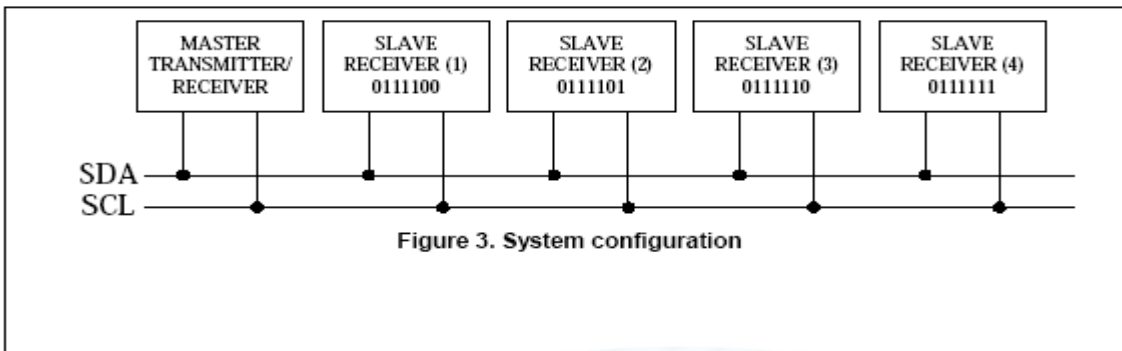 MASTER
TRANSMITTER/
RECEIVER
SLAVE
RECEIVER (1)
0111100
SLAVE
RECEIVER (2)
0111101
SLAVE
RECEIVER (3)
0111110
SLAVE
RECEIVER (4)
0111111
SDA
SCL
Figure 3. System configuration